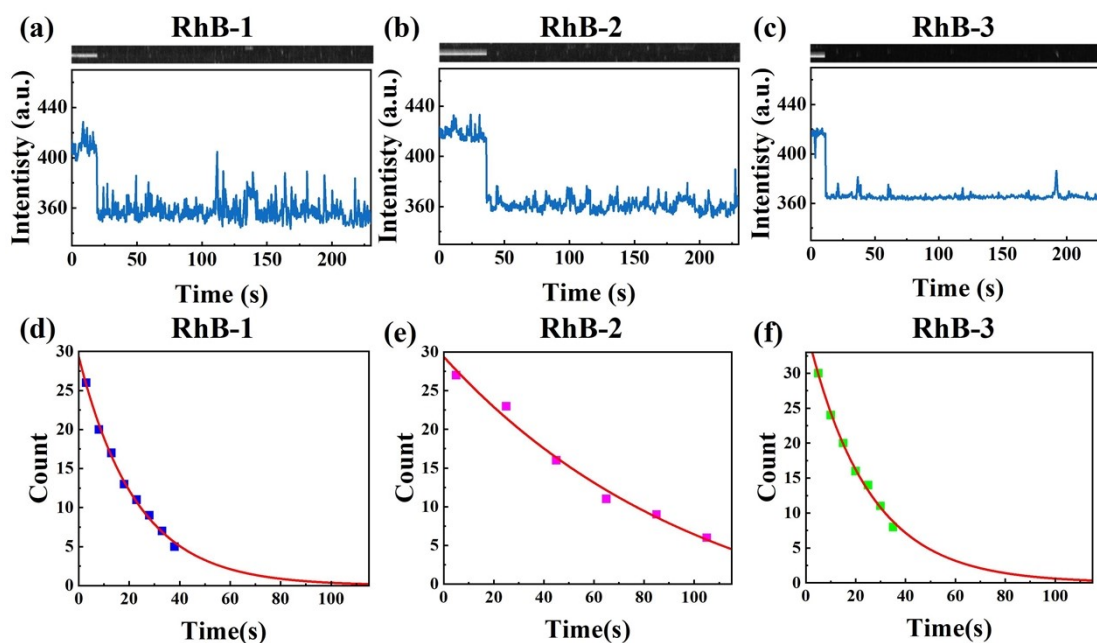 (a) RhB-1
Intentisty (a.u.)
440
400
360
0 50 100 150 200
Time (s)
(b) RhB-2
Intensity (a.u.)
440
400
360
0 50 100 150 200
Time (s)
(c) RhB-3
Intensity (a.u.)
440
400
360
0 50 100 150 200
Time (s)
(d) RhB-1
Count
30
25
20
15
10
5
0
0 20 40 60 80 100
Time(s)
(e) RhB-2
Count
30
25
20
15
10
5
0
0 20 40 60 80 100
Time(s)
(f) RhB-3
Count
30
25
20
15
10
5
0
0 20 40 60 80 100
Time(s)